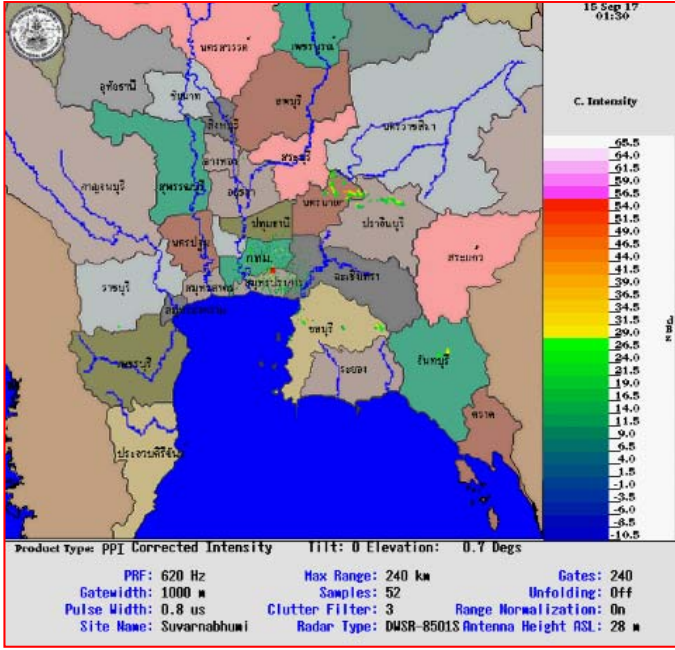 15 Sep 17
01:30
C. Intensity
65.5
64.0
61.5
59.0
56.5
54.0
51.5
49.0
46.5
44.0
41.5
39.0
36.5
34.0
31.5
29.0
26.5
24.0
21.5
19.0
16.5
14.0
11.5
9.0
6.5
4.0
1.5
-1.0
-3.5
-6.0
-8.5
-10.5
dBZ
นครสวรรค์
เพชรบูรณ์
อุทัยธานี
ชัยนาท
ลพบุรี
สิงห์บุรี
นครราชสีมา
อ่างทอง
สระบุรี
กาญจนบุรี
สุพรรณบุรี
อยุธยา
นครนายก
ปราจีนบุรี
ปทุมธานี
นครปฐม
กทม.
สระแก้ว
ฉะเชิงเทรา
ราชบุรี
สมุทรสาคร
สมุทรปราการ
สมุทรสงคราม
ชลบุรี
เพชรบุรี
ระยอง
จันทบุรี
ตราด
ประจวบคีรีขันธ์
Product Type: PPI Corrected Intensity Tilt: 0 Elevation: 0.7 Degs
PRF: 620 Hz Max Range: 240 km Gates: 240
Gatewidth: 1000 m Samples: 52 Unfolding: Off
Pulse Width: 0.8 us Clutter Filter: 3 Range Normalization: On
Site Name: Suvarnabhumi Radar Type: DWSR-8501S Antenna Height ASL: 28 m